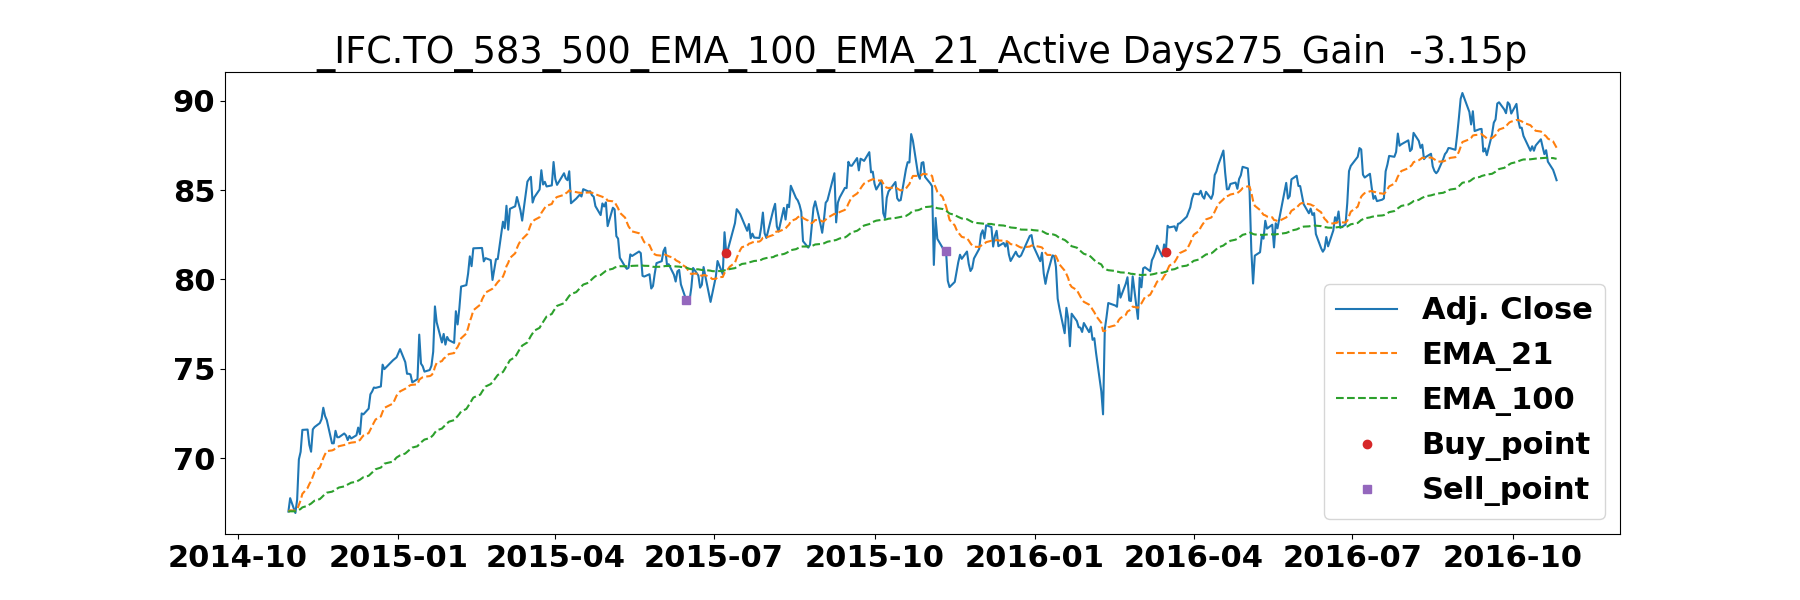 _IFC.TO_583_500_EMA_100_EMA_21_Active Days275_Gain  -3.15p
90
85
80
75
70
2014-10 2015-01 2015-04 2015-07 2015-10 2016-01 2016-04 2016-07 2016-10
Adj. Close
EMA_21
EMA_100
Buy_point
Sell_point